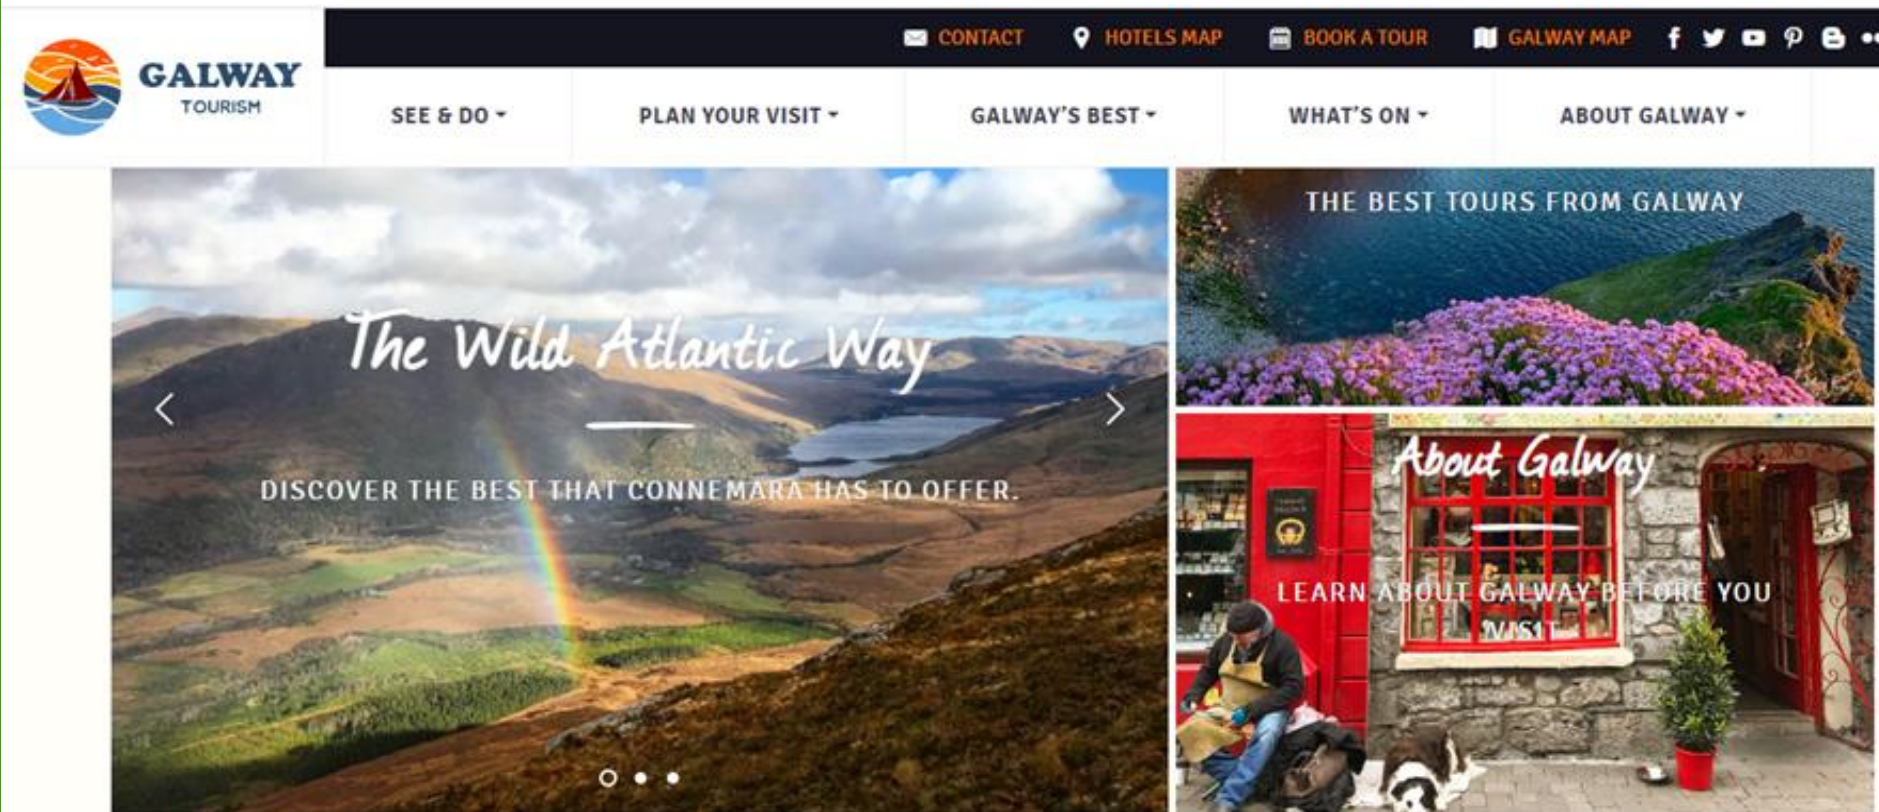 CONTACT
HOTELS MAP
BOOK A TOUR
GALWAY MAP
GALWAY
TOURISM
SEE & DO
PLAN YOUR VISIT
GALWAY'S BEST
WHAT'S ON
ABOUT GALWAY
The Wild Atlantic Way
DISCOVER THE BEST THAT CONNEMARA HAS TO OFFER.
THE BEST TOURS FROM GALWAY
About Galway
LEARN ABOUT GALWAY BEFORE YOU
VISIT